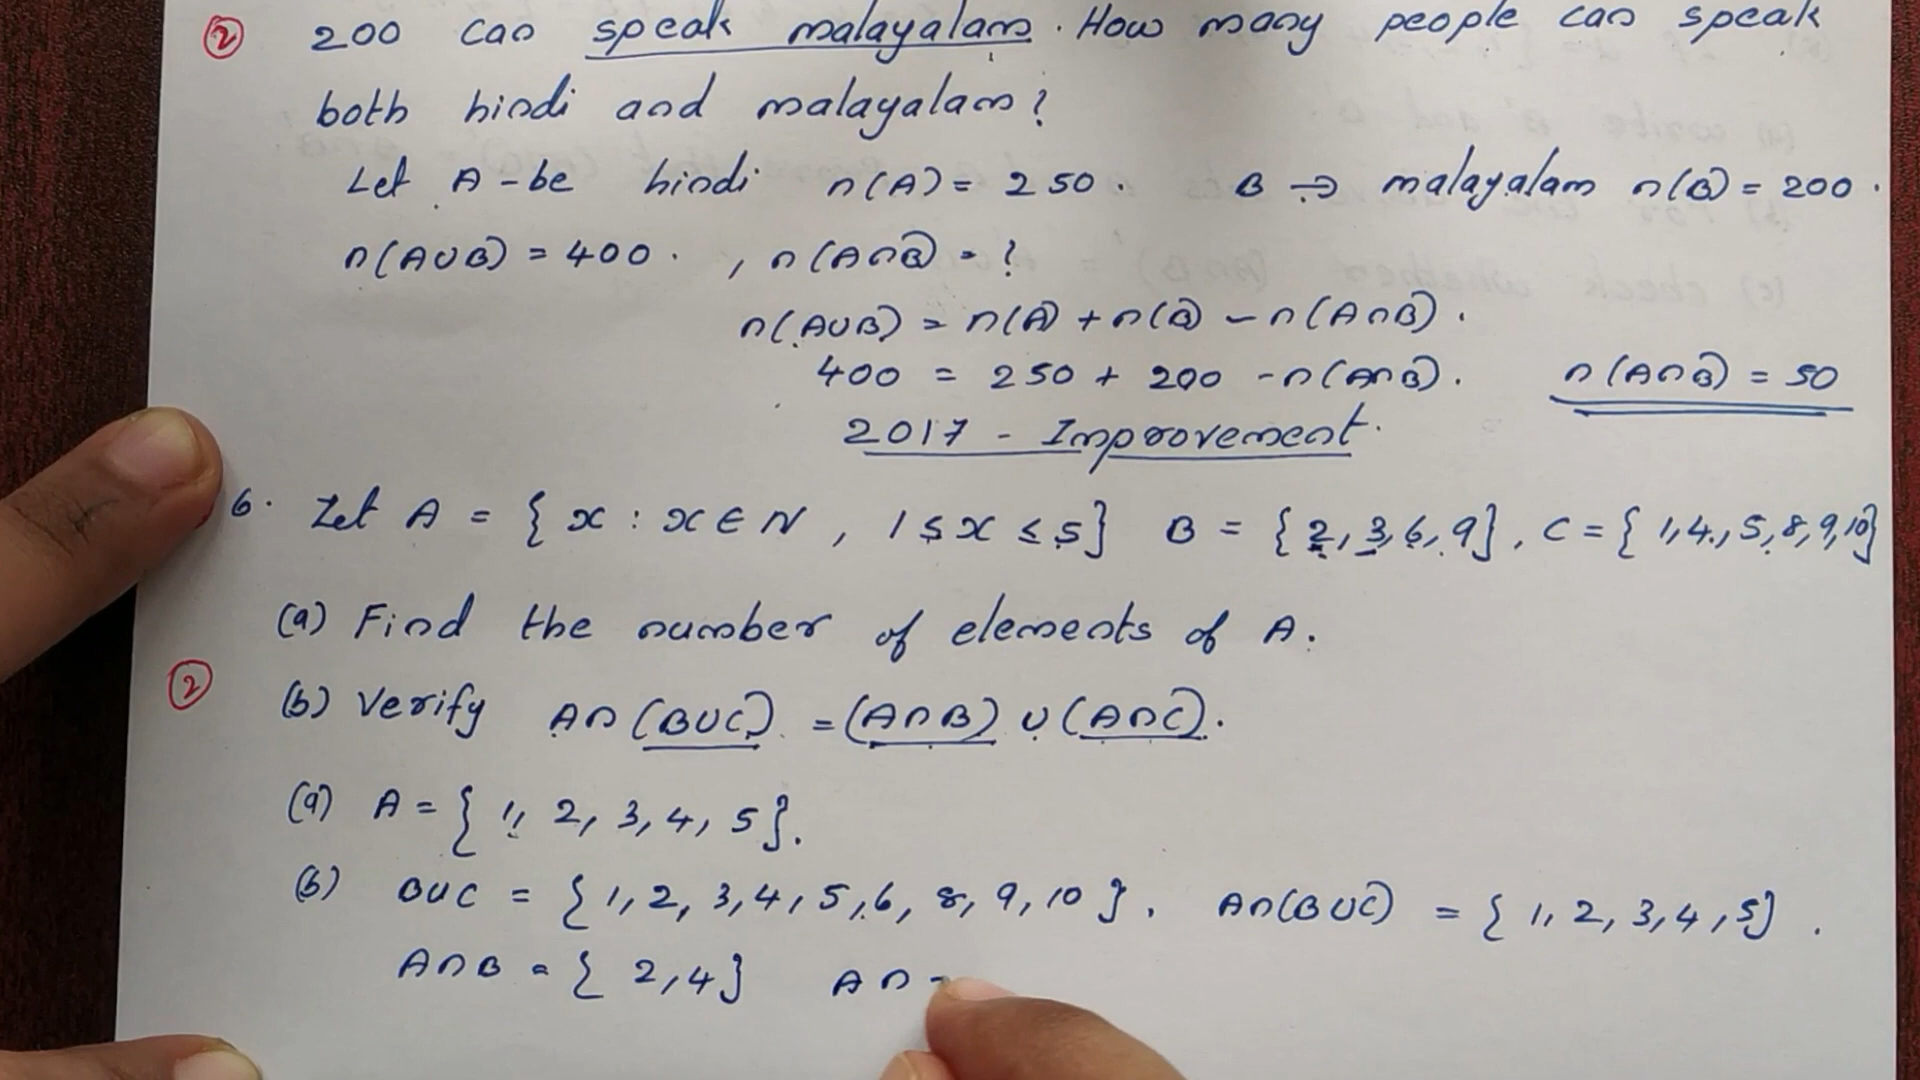 ② 200 can speak malayalam. How many people can speak
both hindi and malayalam?
Let A-be hindi n(A) = 250. B → malayalam n(B) = 200.
n(A∪B) = 400. , n(A∩B) = ?
n(A∪B) = n(A) + n(B) - n(A∩B).
400 = 250 + 200 - n(A∩B). n(A∩B) = 50
2017 - Improvement.
6. Let A = { x : x ∈ N , 1 ≤ x ≤ 5} B = {2, 3, 6, 9}, C = { 1,4, 5, 8, 9, 10}
(a) Find the number of elements of A.
② (b) Verify A∩(B∪C) = (A∩B) ∪ (A∩C).
(a) A = { 1, 2, 3, 4, 5 }.
(b) B∪C = { 1, 2, 3, 4, 5, 6, 8, 9, 10 }. A∩(B∪C) = { 1, 2, 3, 4, 5} .
A∩B = { 2, 4} A ∩